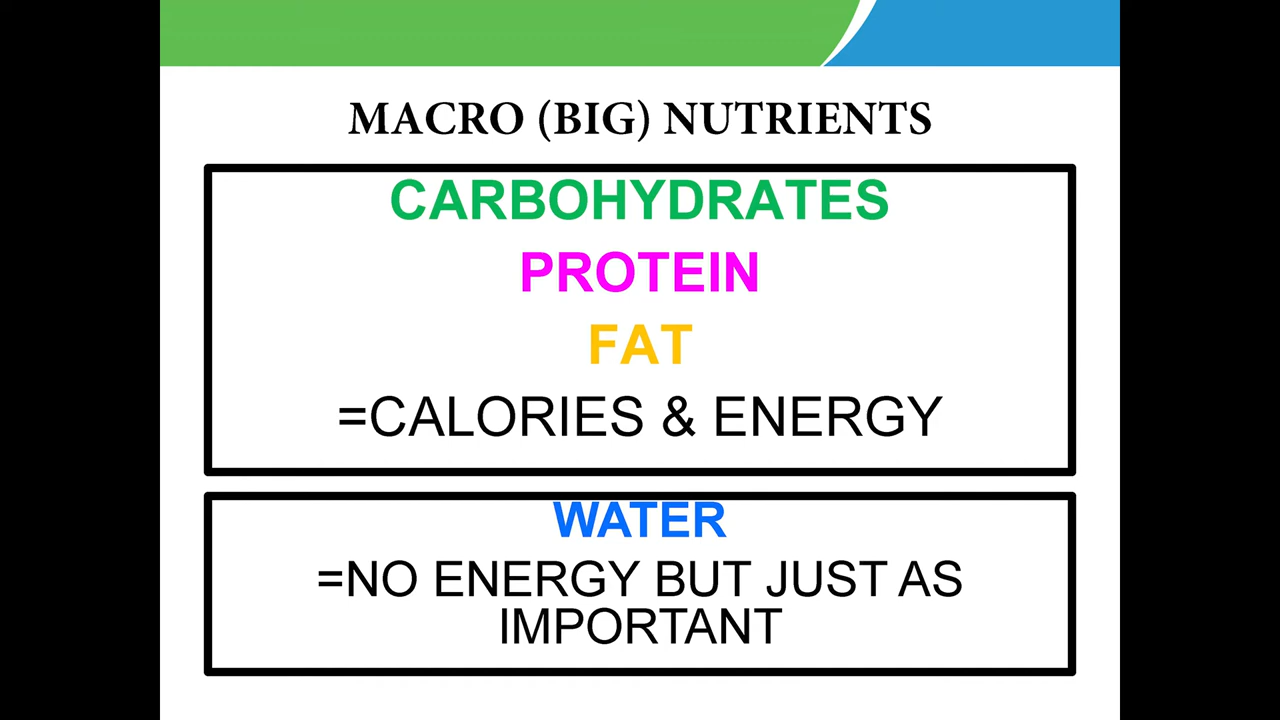 MACRO (BIG) NUTRIENTS
CARBOHYDRATES
PROTEIN
FAT
=CALORIES & ENERGY
WATER
=NO ENERGY BUT JUST AS
IMPORTANT